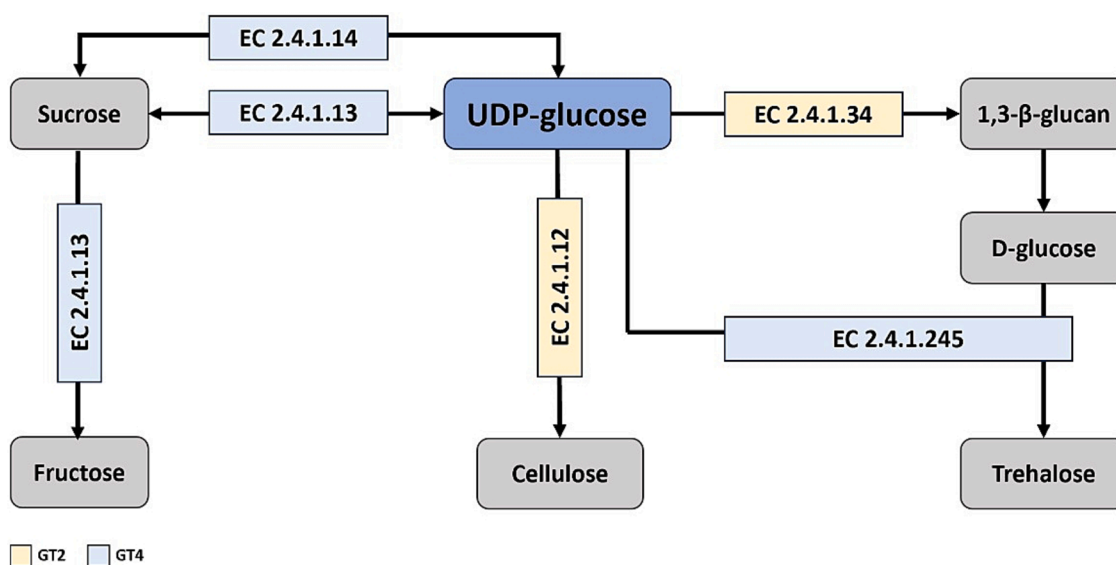 EC 2.4.1.14
Sucrose
EC 2.4.1.13
UDP-glucose
EC 2.4.1.34
1,3-β-glucan
EC 2.4.1.13
EC 2.4.1.12
D-glucose
EC 2.4.1.245
Fructose
Cellulose
Trehalose
GT2 GT4